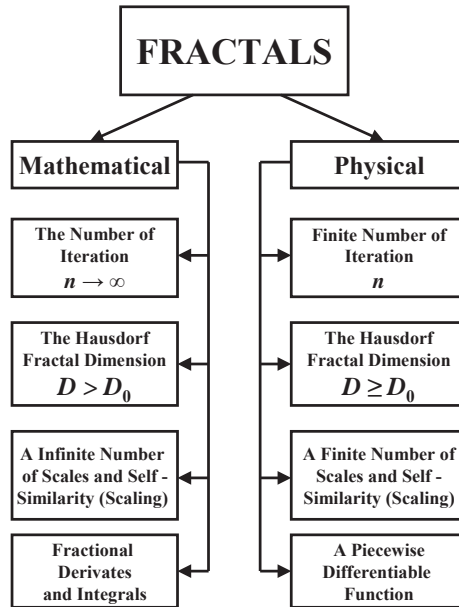 FRACTALS
Mathematical
The Number of
Iteration
n → ∞
The Hausdorf
Fractal Dimension
D > D₀
A Infinite Number
of Scales and Self -
Similarity (Scaling)
Fractional
Derivates
and Integrals
Physical
Finite Number of
Iteration
n
The Hausdorf
Fractal Dimension
D ≥ D₀
A Finite Number of
Scales and Self -
Similarity (Scaling)
A Piecewise
Differentiable
Function